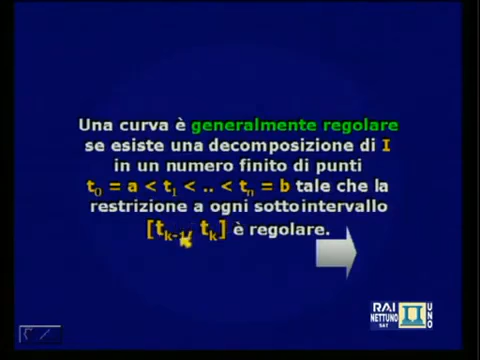 Una curva è generalmente regolare
se esiste una decomposizione di I
in un numero finito di punti
t0 = a < t1 < .. < tn = b tale che la
restrizione a ogni sottointervallo
[tk-1, tk] è regolare.
RAI
NETTUNO
SAT
UNO